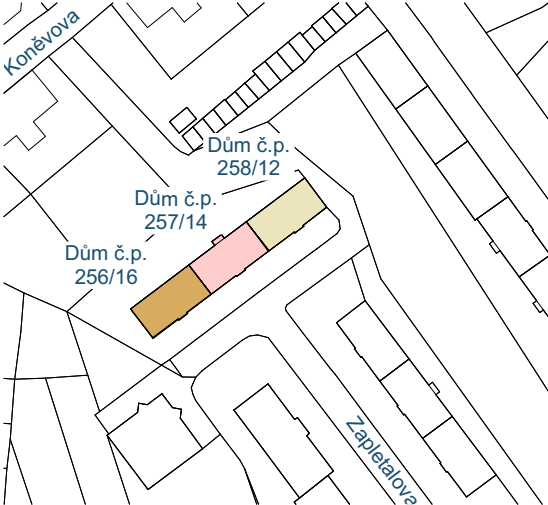 Koněvova
Dům č.p.
258/12
Dům č.p.
257/14
Dům č.p.
256/16
Zapletalova